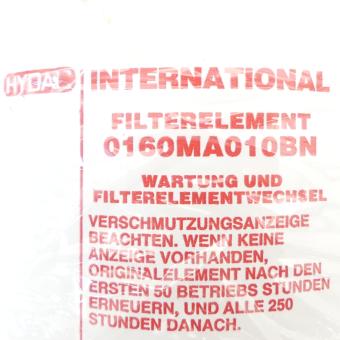 HYDAC INTERNATIONAL
FILTERELEMENT
0160MA010BN
WARTUNG UND
FILTERELEMENTWECHSEL
VERSCHMUTZUNGSANZEIGE
BEACHTEN. WENN KEINE
ANZEIGE VORHANDEN,
ORIGINALELEMENT NACH DEN
ERSTEN 50 BETRIEBS STUNDEN
ERNEUERN, UND ALLE 250
STUNDEN DANACH.